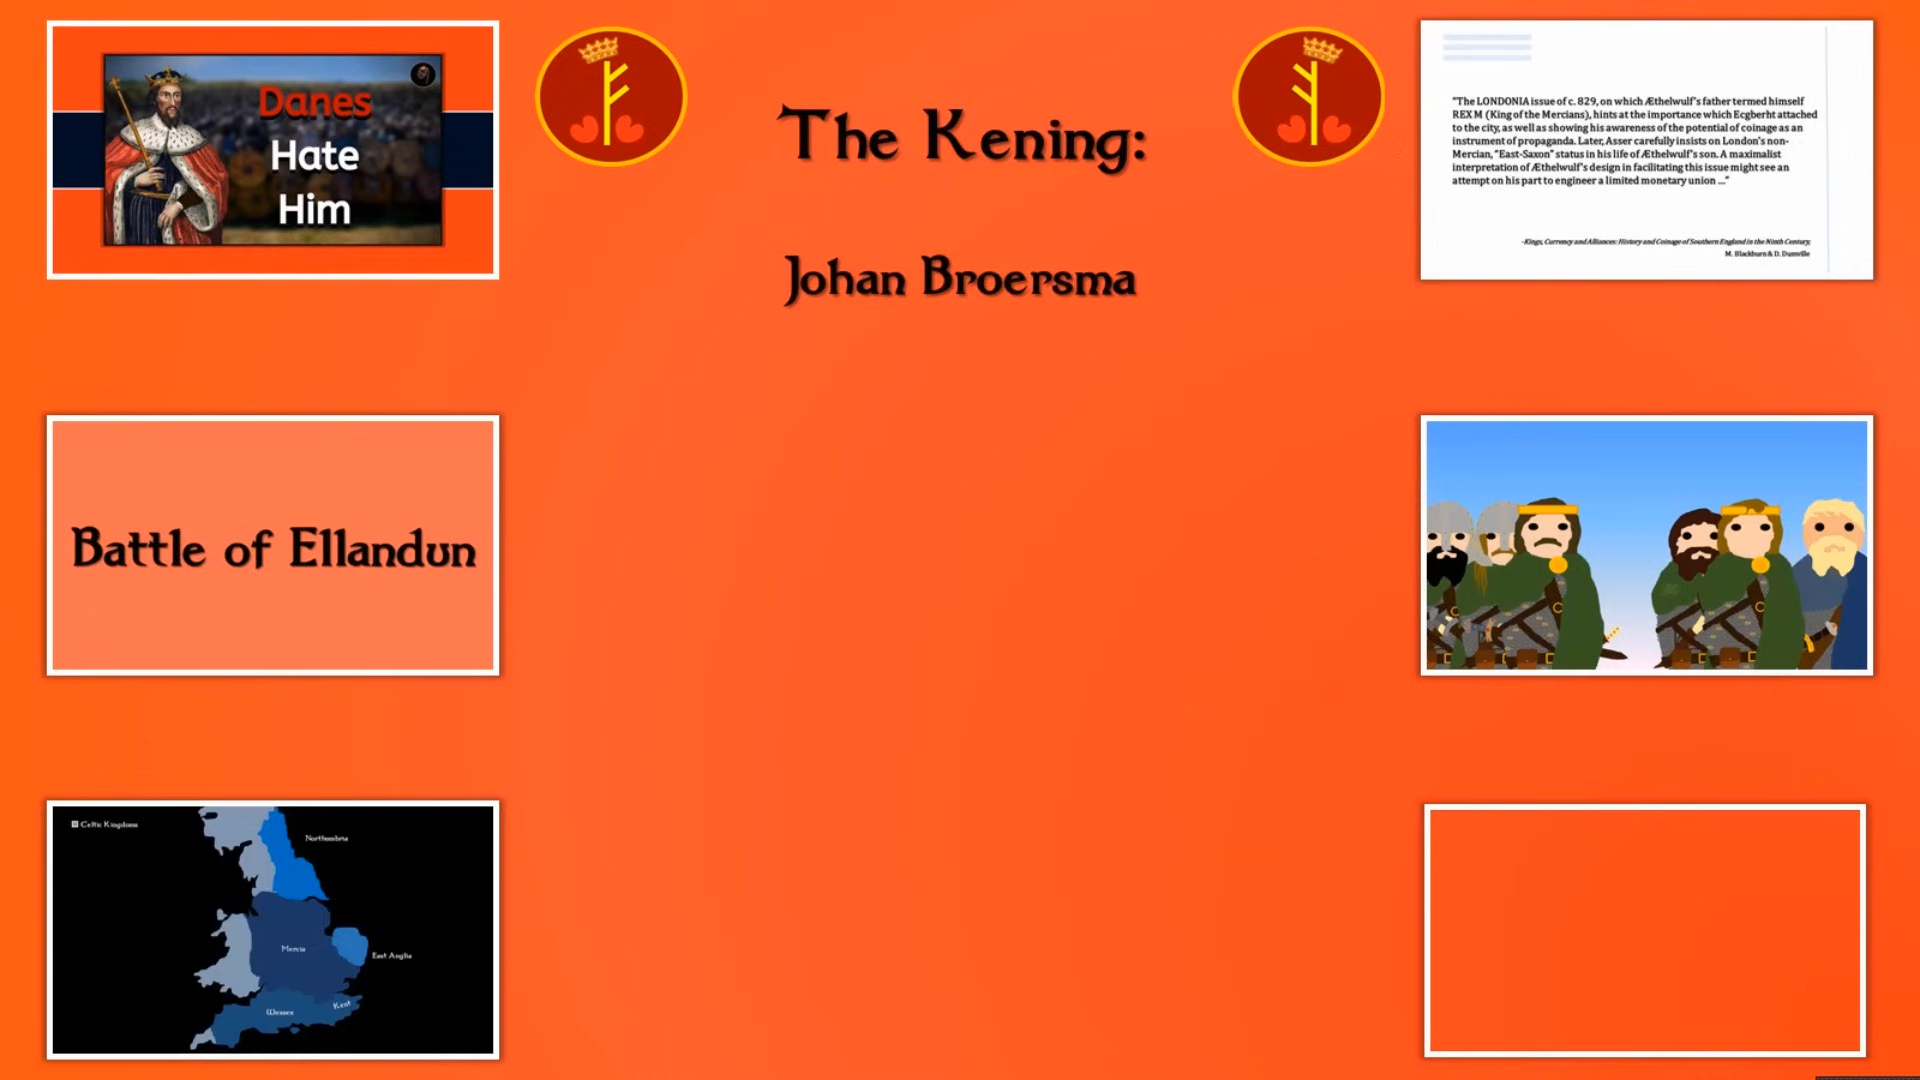 Danes
Hate
Him
The Kening:
Johan Broersma
"The LONDONIA issue of c. 829, on which Æthelwulf's father termed himself
REX M (King of the Mercians), hints at the importance which Ecgberht attached
to the city, as well as showing his awareness of the potential of coinage as an
instrument of propaganda. Later, Asser carefully insists on London's non-
Mercian, "East-Saxon" status in his life of Æthelwulf's son. A maximalist
interpretation of Æthelwulf's design in facilitating this issue might see an
attempt on his part to engineer a limited monetary union ..."
-Kings, Currency and Alliances: History and Coinage of Southern England in the Ninth Century,
M. Blackburn & D. Dumville
Battle of Ellandun
Celtic Kingdoms
Northumbria
Mercia
East Anglia
Kent
Wessex